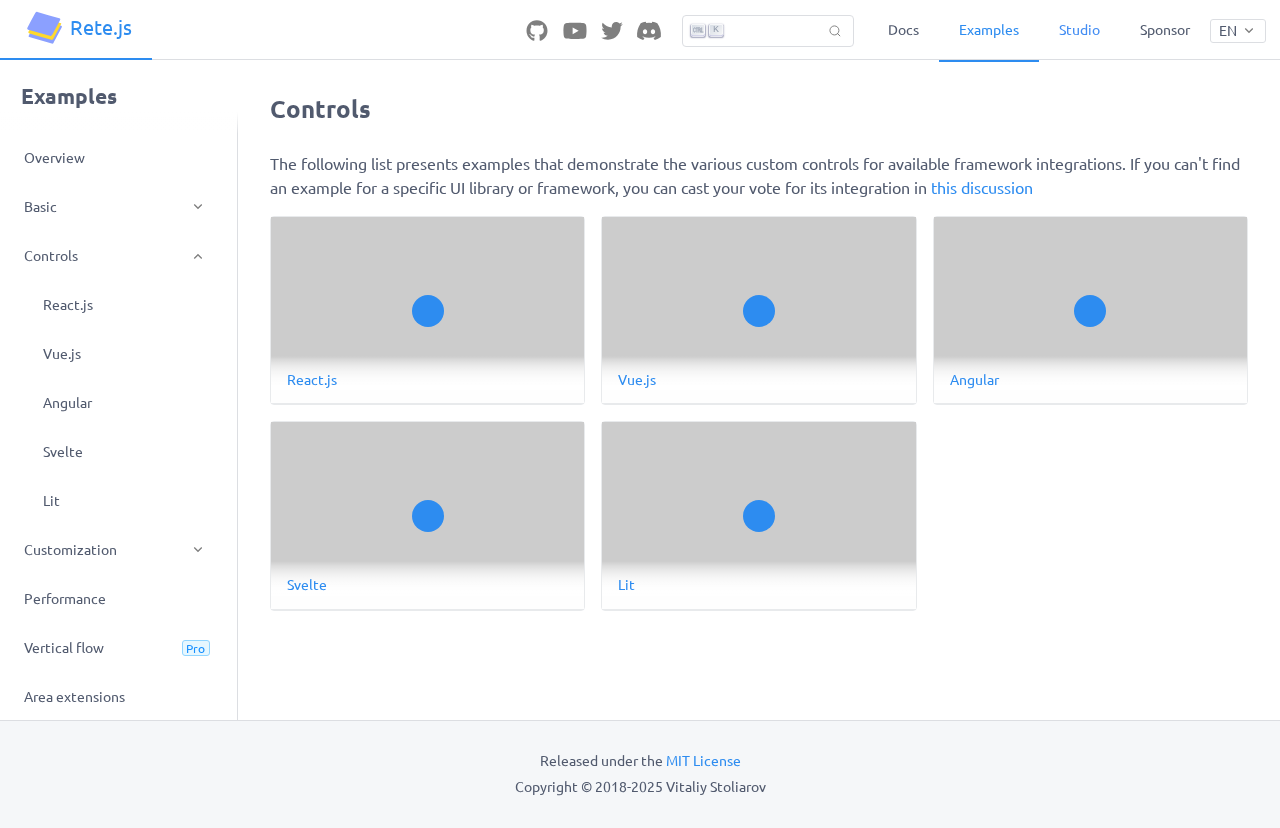 Rete.js
K
Docs
Examples
Studio
Sponsor
EN
Examples
Overview
Basic
Controls
React.js
Vue.js
Angular
Svelte
Lit
Customization
Performance
Vertical flow
Pro
Area extensions
Controls
The following list presents examples that demonstrate the various custom controls for available framework integrations. If you can't find
an example for a specific UI library or framework, you can cast your vote for its integration in this discussion
React.js
Vue.js
Angular
Svelte
Lit
Released under the MIT License
Copyright © 2018-2025 Vitaliy Stoliarov